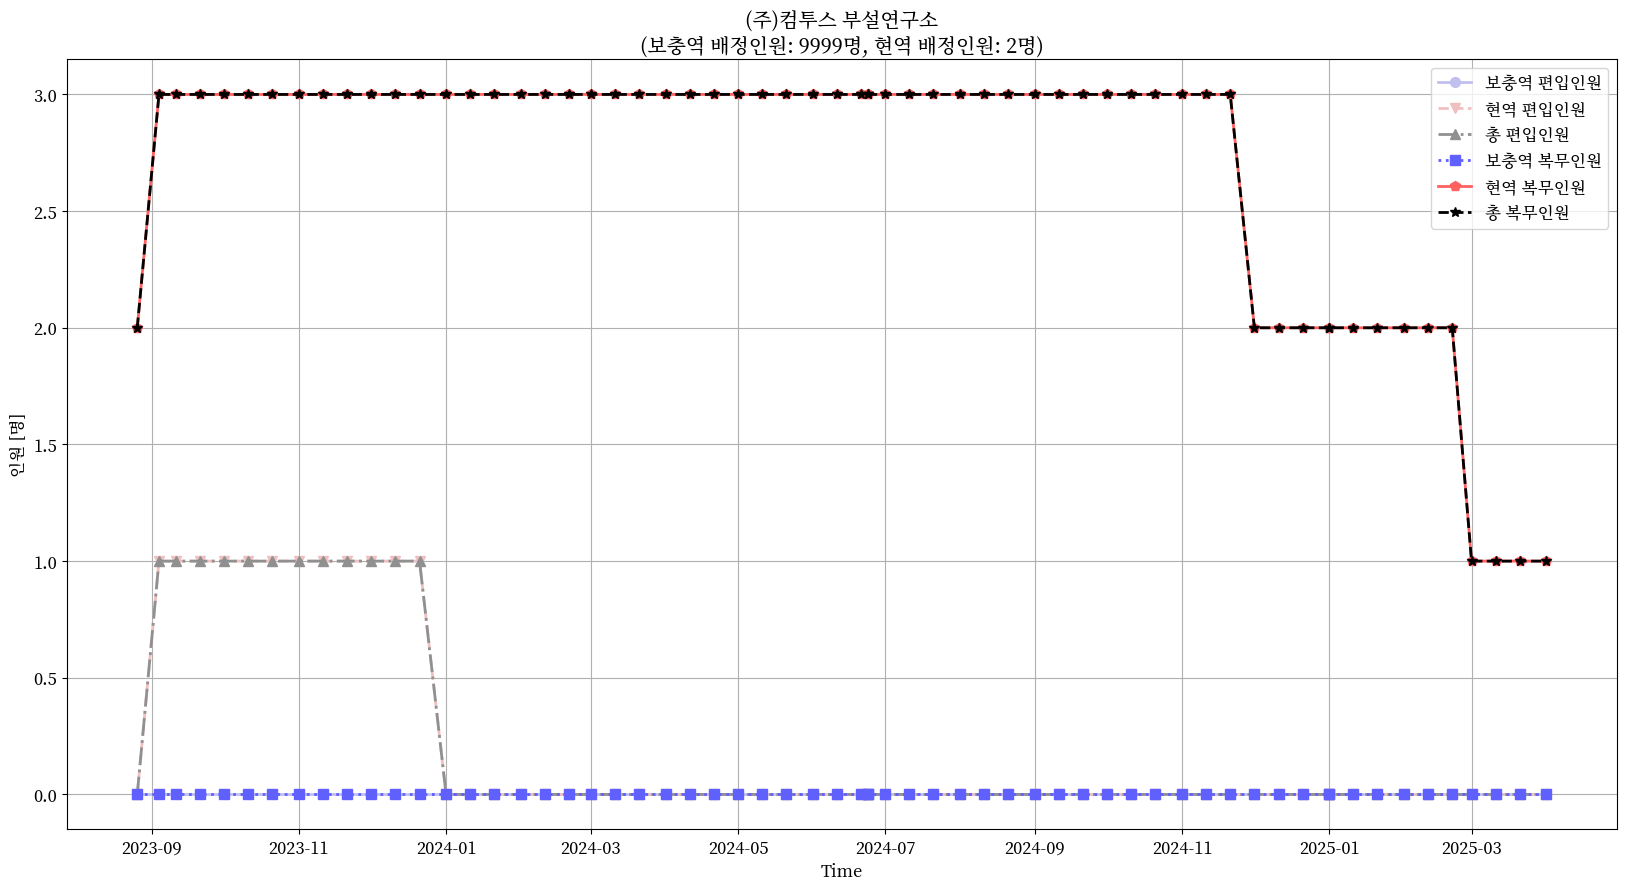 (주)컴투스 부설연구소
(보충역 배정인원: 9999명, 현역 배정인원: 2명)
보충역 편입인원
현역 편입인원
총 편입인원
보충역 복무인원
현역 복무인원
총 복무인원
3.0
2.5
2.0
1.5
1.0
0.5
0.0
인원 [명]
2023-09
2023-11
2024-01
2024-03
2024-05
2024-07
2024-09
2024-11
2025-01
2025-03
Time